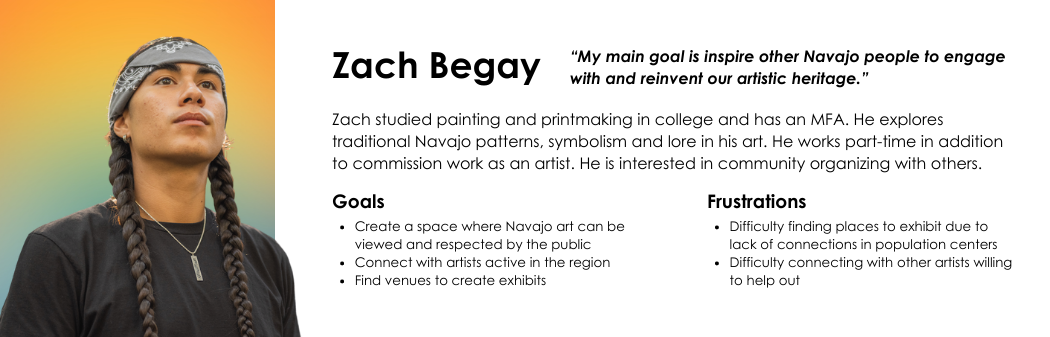 Zach Begay
“My main goal is inspire other Navajo people to engage
with and reinvent our artistic heritage.”
Zach studied painting and printmaking in college and has an MFA. He explores
traditional Navajo patterns, symbolism and lore in his art. He works part-time in addition
to commission work as an artist. He is interested in community organizing with others.
Goals
• Create a space where Navajo art can be
viewed and respected by the public
• Connect with artists active in the region
• Find venues to create exhibits
Frustrations
• Difficulty finding places to exhibit due to
lack of connections in population centers
• Difficulty connecting with other artists willing
to help out